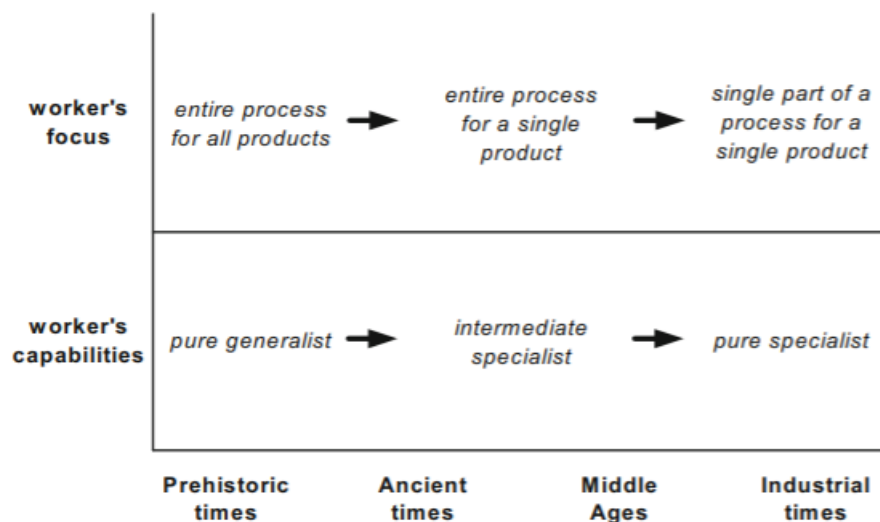 worker's
focus
entire process
for all products
entire process
for a single
product
single part of a
process for a
single product
worker's
capabilities
pure generalist
intermediate
specialist
pure specialist
Prehistoric
times
Ancient
times
Middle
Ages
Industrial
times